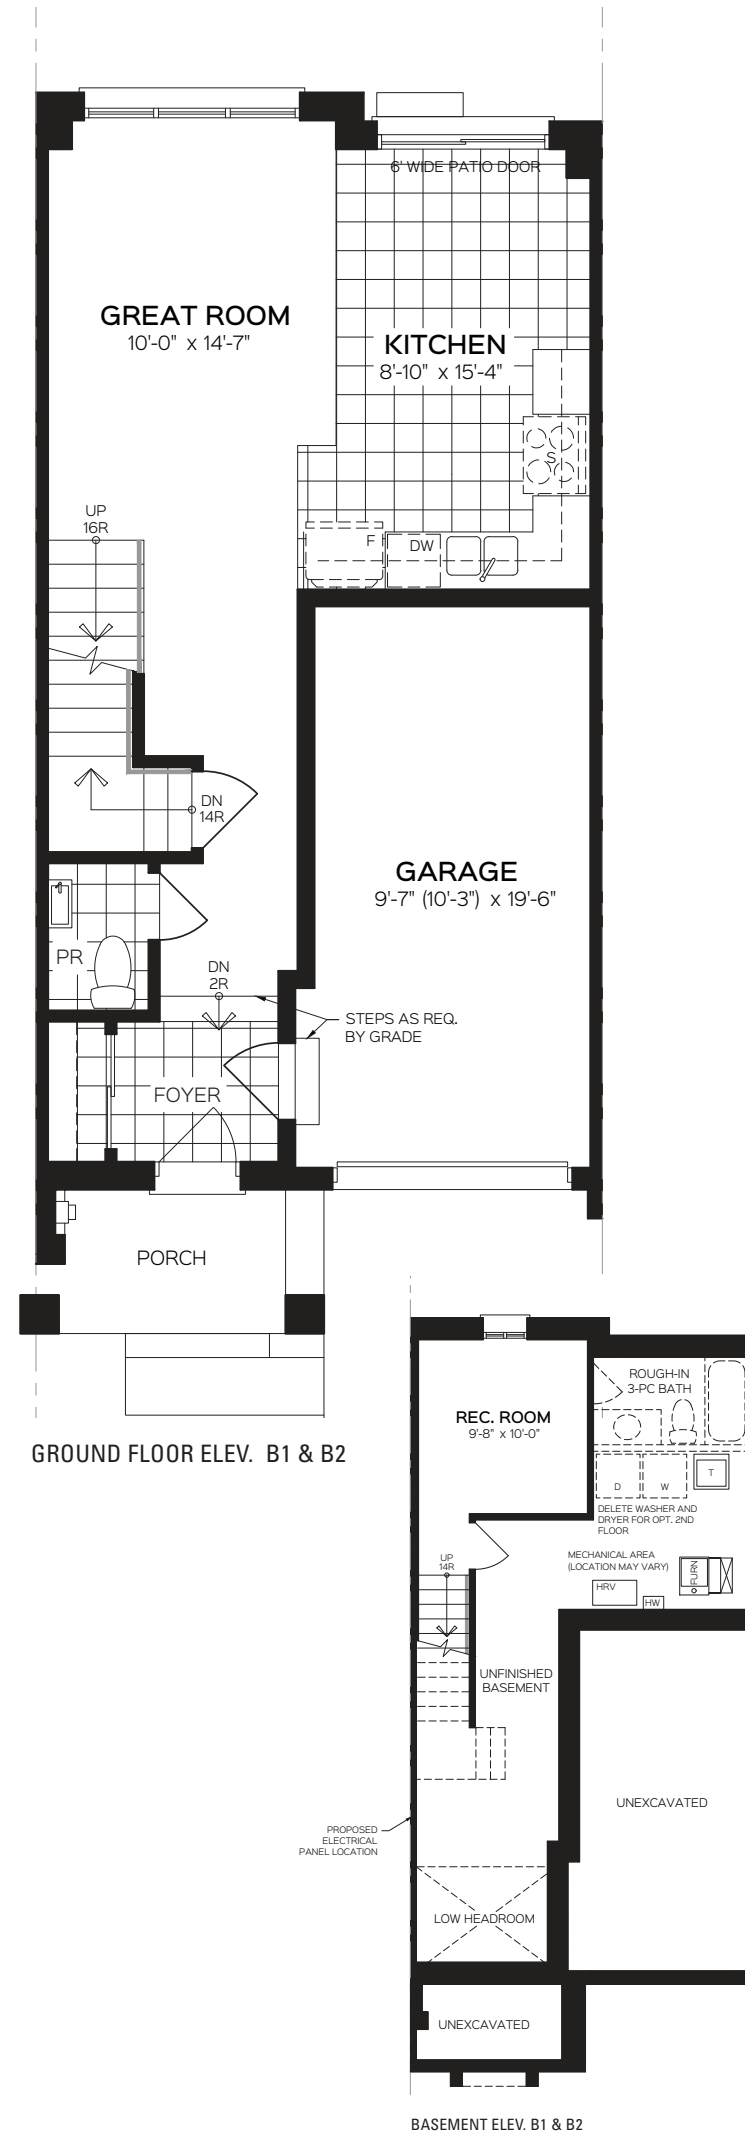 6' WIDE PATIO DOOR
GREAT ROOM
10'-0" x 14'-7"
KITCHEN
8'-10" x 15'-4"
S
UP
16R
F
DW
DN
14R
GARAGE
9'-7" (10'-3") x 19'-6"
PR
DN
2R
STEPS AS REQ.
BY GRADE
FOYER
PORCH
GROUND FLOOR ELEV. B1 & B2
ROUGH-IN
3-PC BATH
REC. ROOM
9'-8" x 10'-0"
D
W
T
DELETE WASHER AND
DRYER FOR OPT. 2ND
FLOOR
MECHANICAL AREA
(LOCATION MAY VARY)
UP
14R
FURN
HRV
HW
UNFINISHED
BASEMENT
UNEXCAVATED
PROPOSED
ELECTRICAL
PANEL LOCATION
LOW HEADROOM
UNEXCAVATED
BASEMENT ELEV. B1 & B2